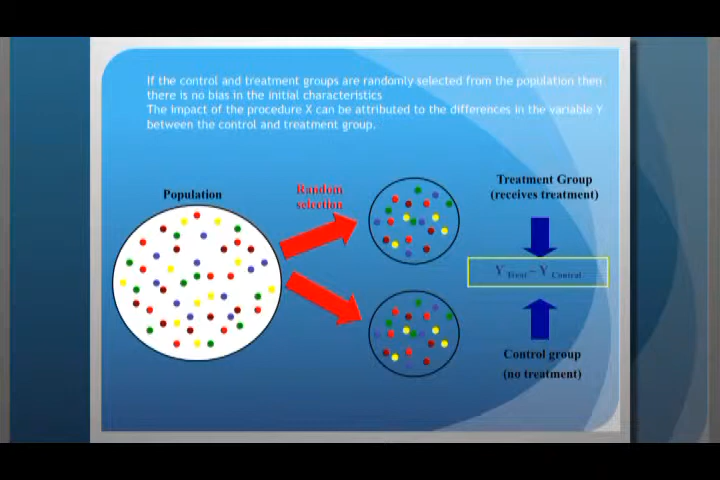 If the control and treatment groups are randomly selected from the population then
there is no bias in the initial characteristics
The impact of the procedure X can be attributed to the differences in the variable Y
between the control and treatment group.
Population
Random
selection
Treatment Group
(receives treatment)
Y Treat - Y Control
Control group
(no treatment)